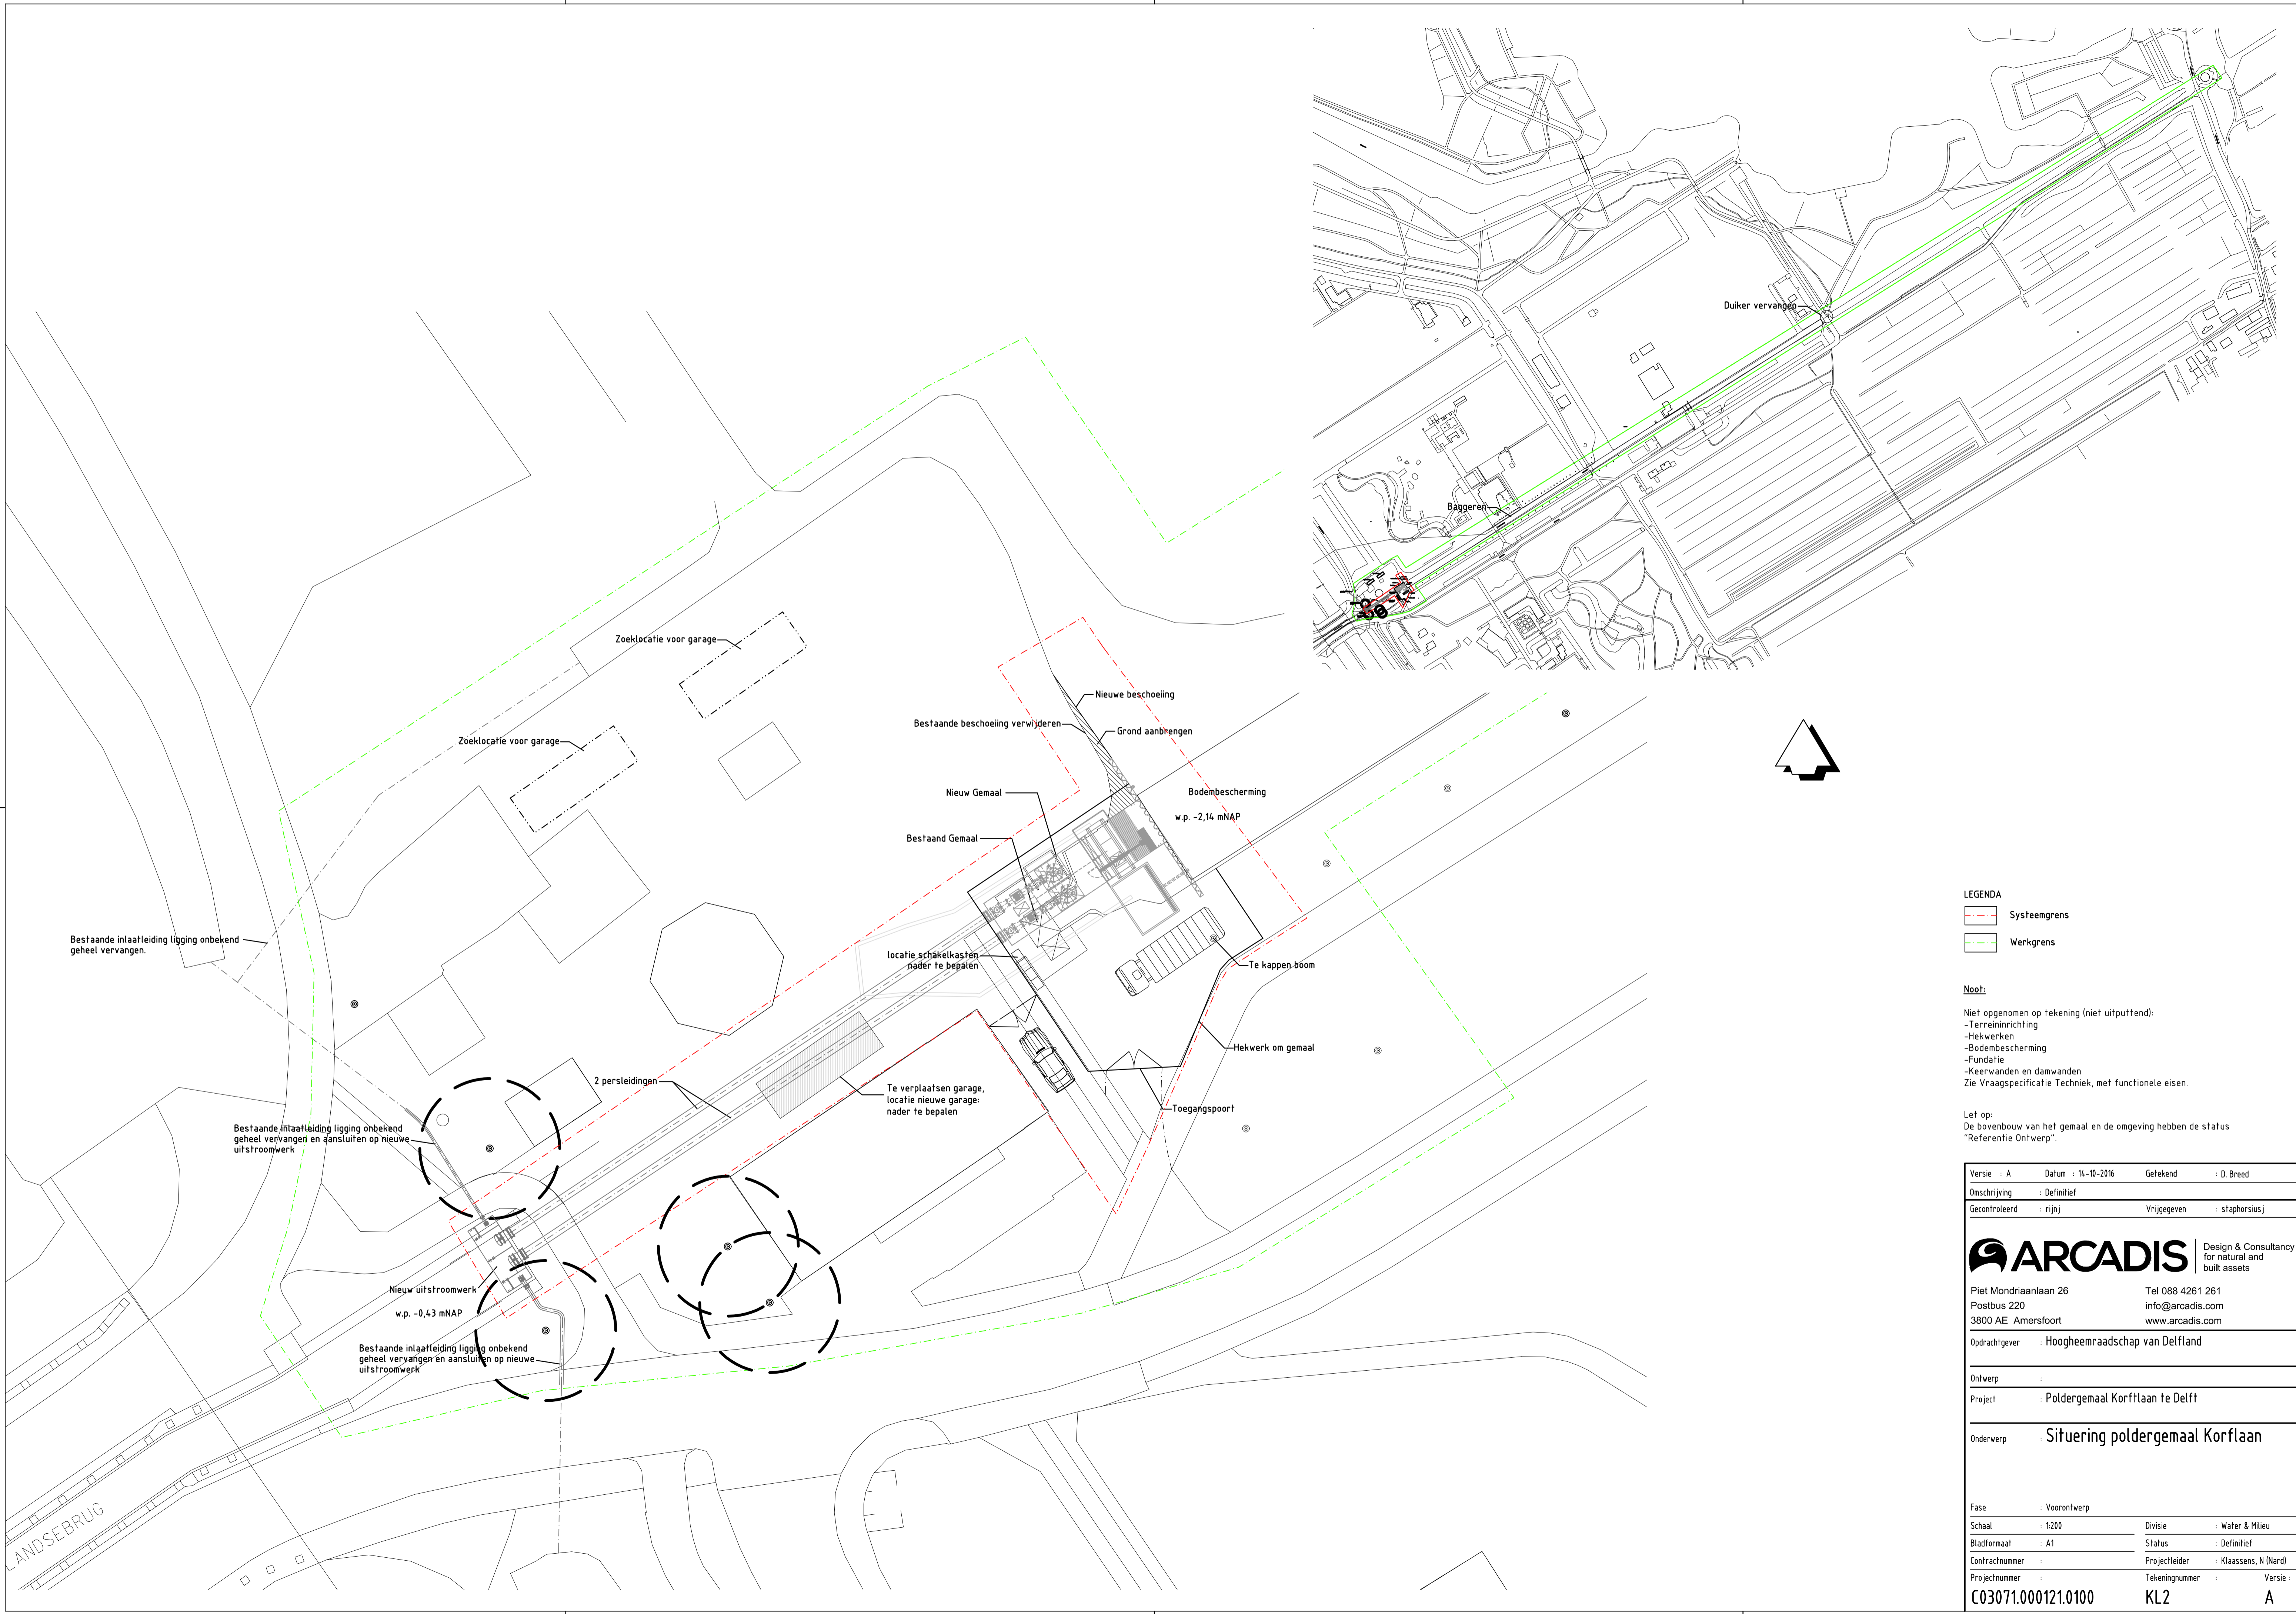 Duiker vervangen
Baggeren
Zoeklocatie voor garage
Zoeklocatie voor garage
Nieuwe beschoeiing
Bestaande beschoeiing verwijderen
Grond aanbrengen
Nieuw Gemaal
Bodembescherming
w.p. -2,14 mNAP
Bestaand Gemaal
Bestaande inlaatleiding ligging onbekend
geheel vervangen.
locatie schakelkasten
nader te bepalen
Te kappen boom
Hekwerk om gemaal
2 persleidingen
Te verplaatsen garage,
locatie nieuwe garage:
nader te bepalen
Toegangspoort
Bestaande inlaatleiding ligging onbekend
geheel vervangen en aansluiten op nieuwe
uitstroomwerk
Nieuw uitstroomwerk
w.p. -0,43 mNAP
Bestaande inlaatleiding ligging onbekend
geheel vervangen en aansluiten op nieuwe
uitstroomwerk
LANDSEBRUG
LEGENDA
Systeemgrens
Werkgrens
Noot:
Niet opgenomen op tekening (niet uitputtend):
-Terreininrichting
-Hekwerken
-Bodembescherming
-Fundatie
-Keerwanden en damwanden
Zie Vraagspecificatie Techniek, met functionele eisen.
Let op:
De bovenbouw van het gemaal en de omgeving hebben de status
"Referentie Ontwerp".
Versie : A Datum : 14-10-2016 Getekend : D. Breed
Omschrijving : Definitief
Gecontroleerd : rijnj Vrijgegeven : staphorsiusj
ARCADIS
Design & Consultancy
for natural and
built assets
Piet Mondriaanlaan 26 Tel 088 4261 261
Postbus 220 info@arcadis.com
3800 AE Amersfoort www.arcadis.com
Opdrachtgever : Hoogheemraadschap van Delfland
Ontwerp :
Project : Poldergemaal Korftlaan te Delft
Onderwerp : Situering poldergemaal Korflaan
Fase : Voorontwerp
Schaal : 1:200 Divisie : Water & Milieu
Bladformaat : A1 Status : Definitief
Contractnummer : Projectleider : Klaassens, N (Nard)
Projectnummer : Tekeningnummer : Versie :
C03071.000121.0100 KL2 A